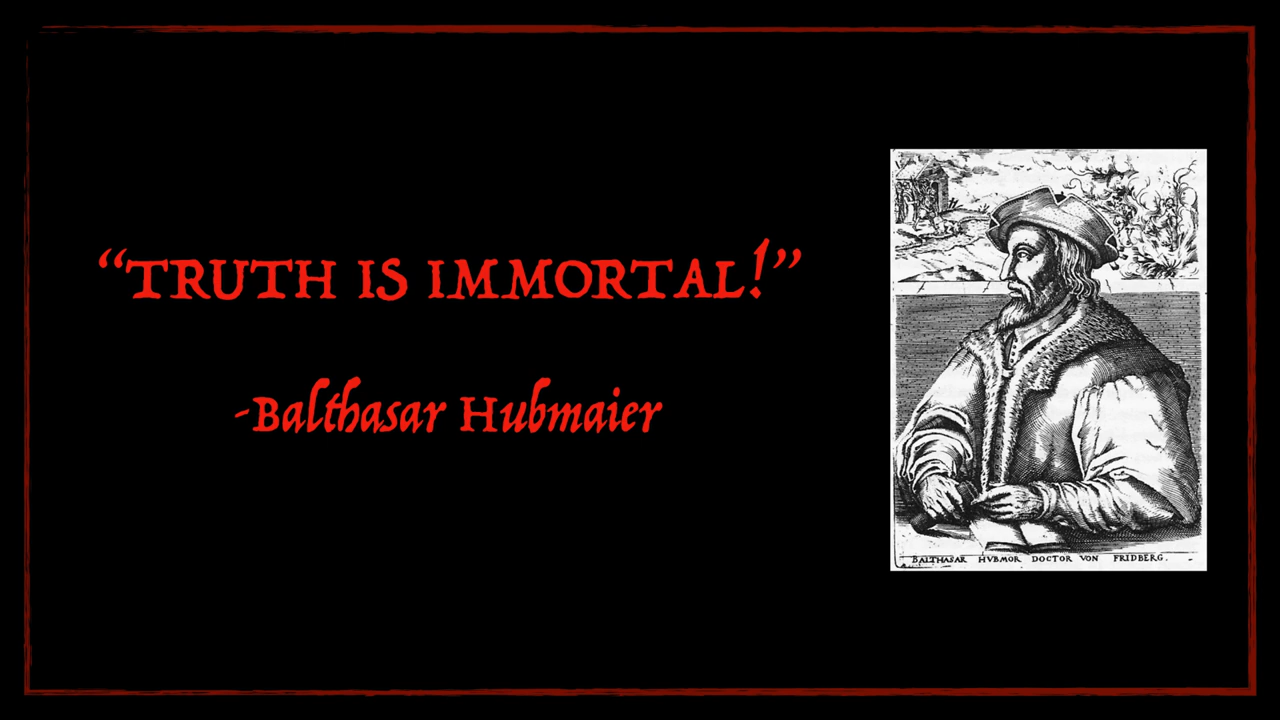 “TRUTH IS IMMORTAL!”
-Balthasar Hubmaier
BALTHASAR HVBMOR DOCTOR VON FRIDBERG.